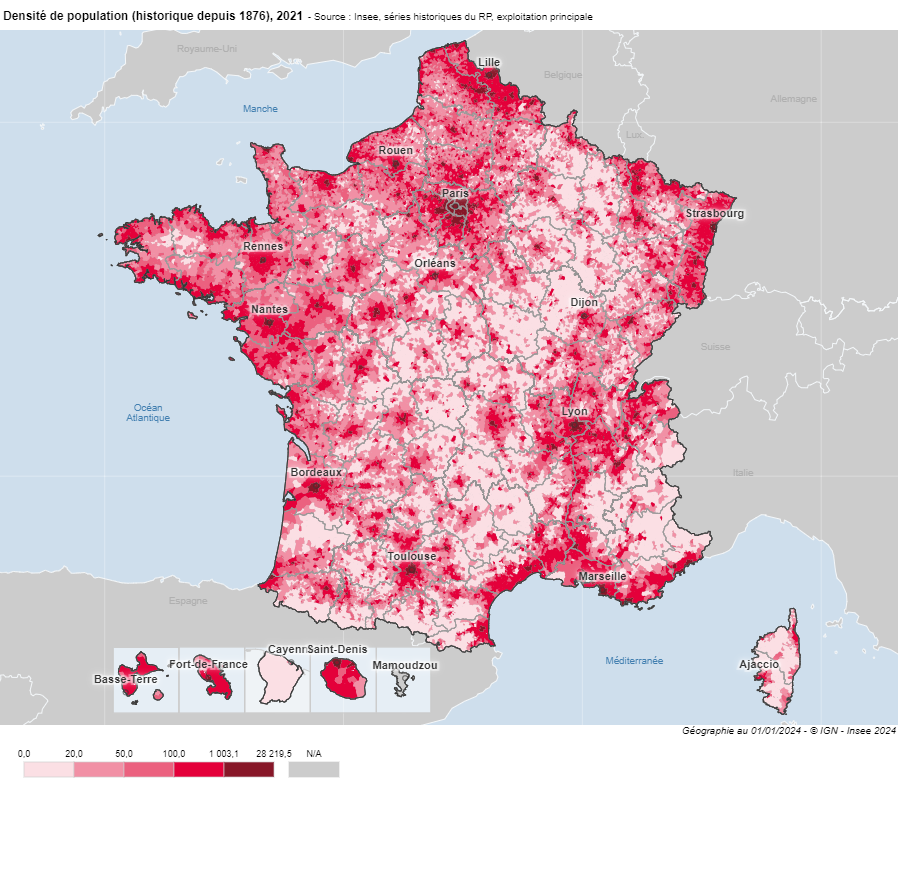 Densité de population (historique depuis 1876), 2021 - Source : Insee, séries historiques du RP, exploitation principale
Royaume-Uni
Lille
Belgique
Allemagne
Manche
Lux
Rouen
Paris
Strasbourg
Rennes
Orléans
Nantes
Dijon
Suisse
Océan
Atlantique
Lyon
Bordeaux
Italie
Toulouse
Marseille
Espagne
Cayenn
Saint-Denis
Fort-de-France
Mamoudzou
Basse-Terre
Méditerranée
Ajaccio
Géographie au 01/01/2024 - © IGN - Insee 2024
0,0 20,0 50,0 100,0 1 003,1 28 219,5 N/A